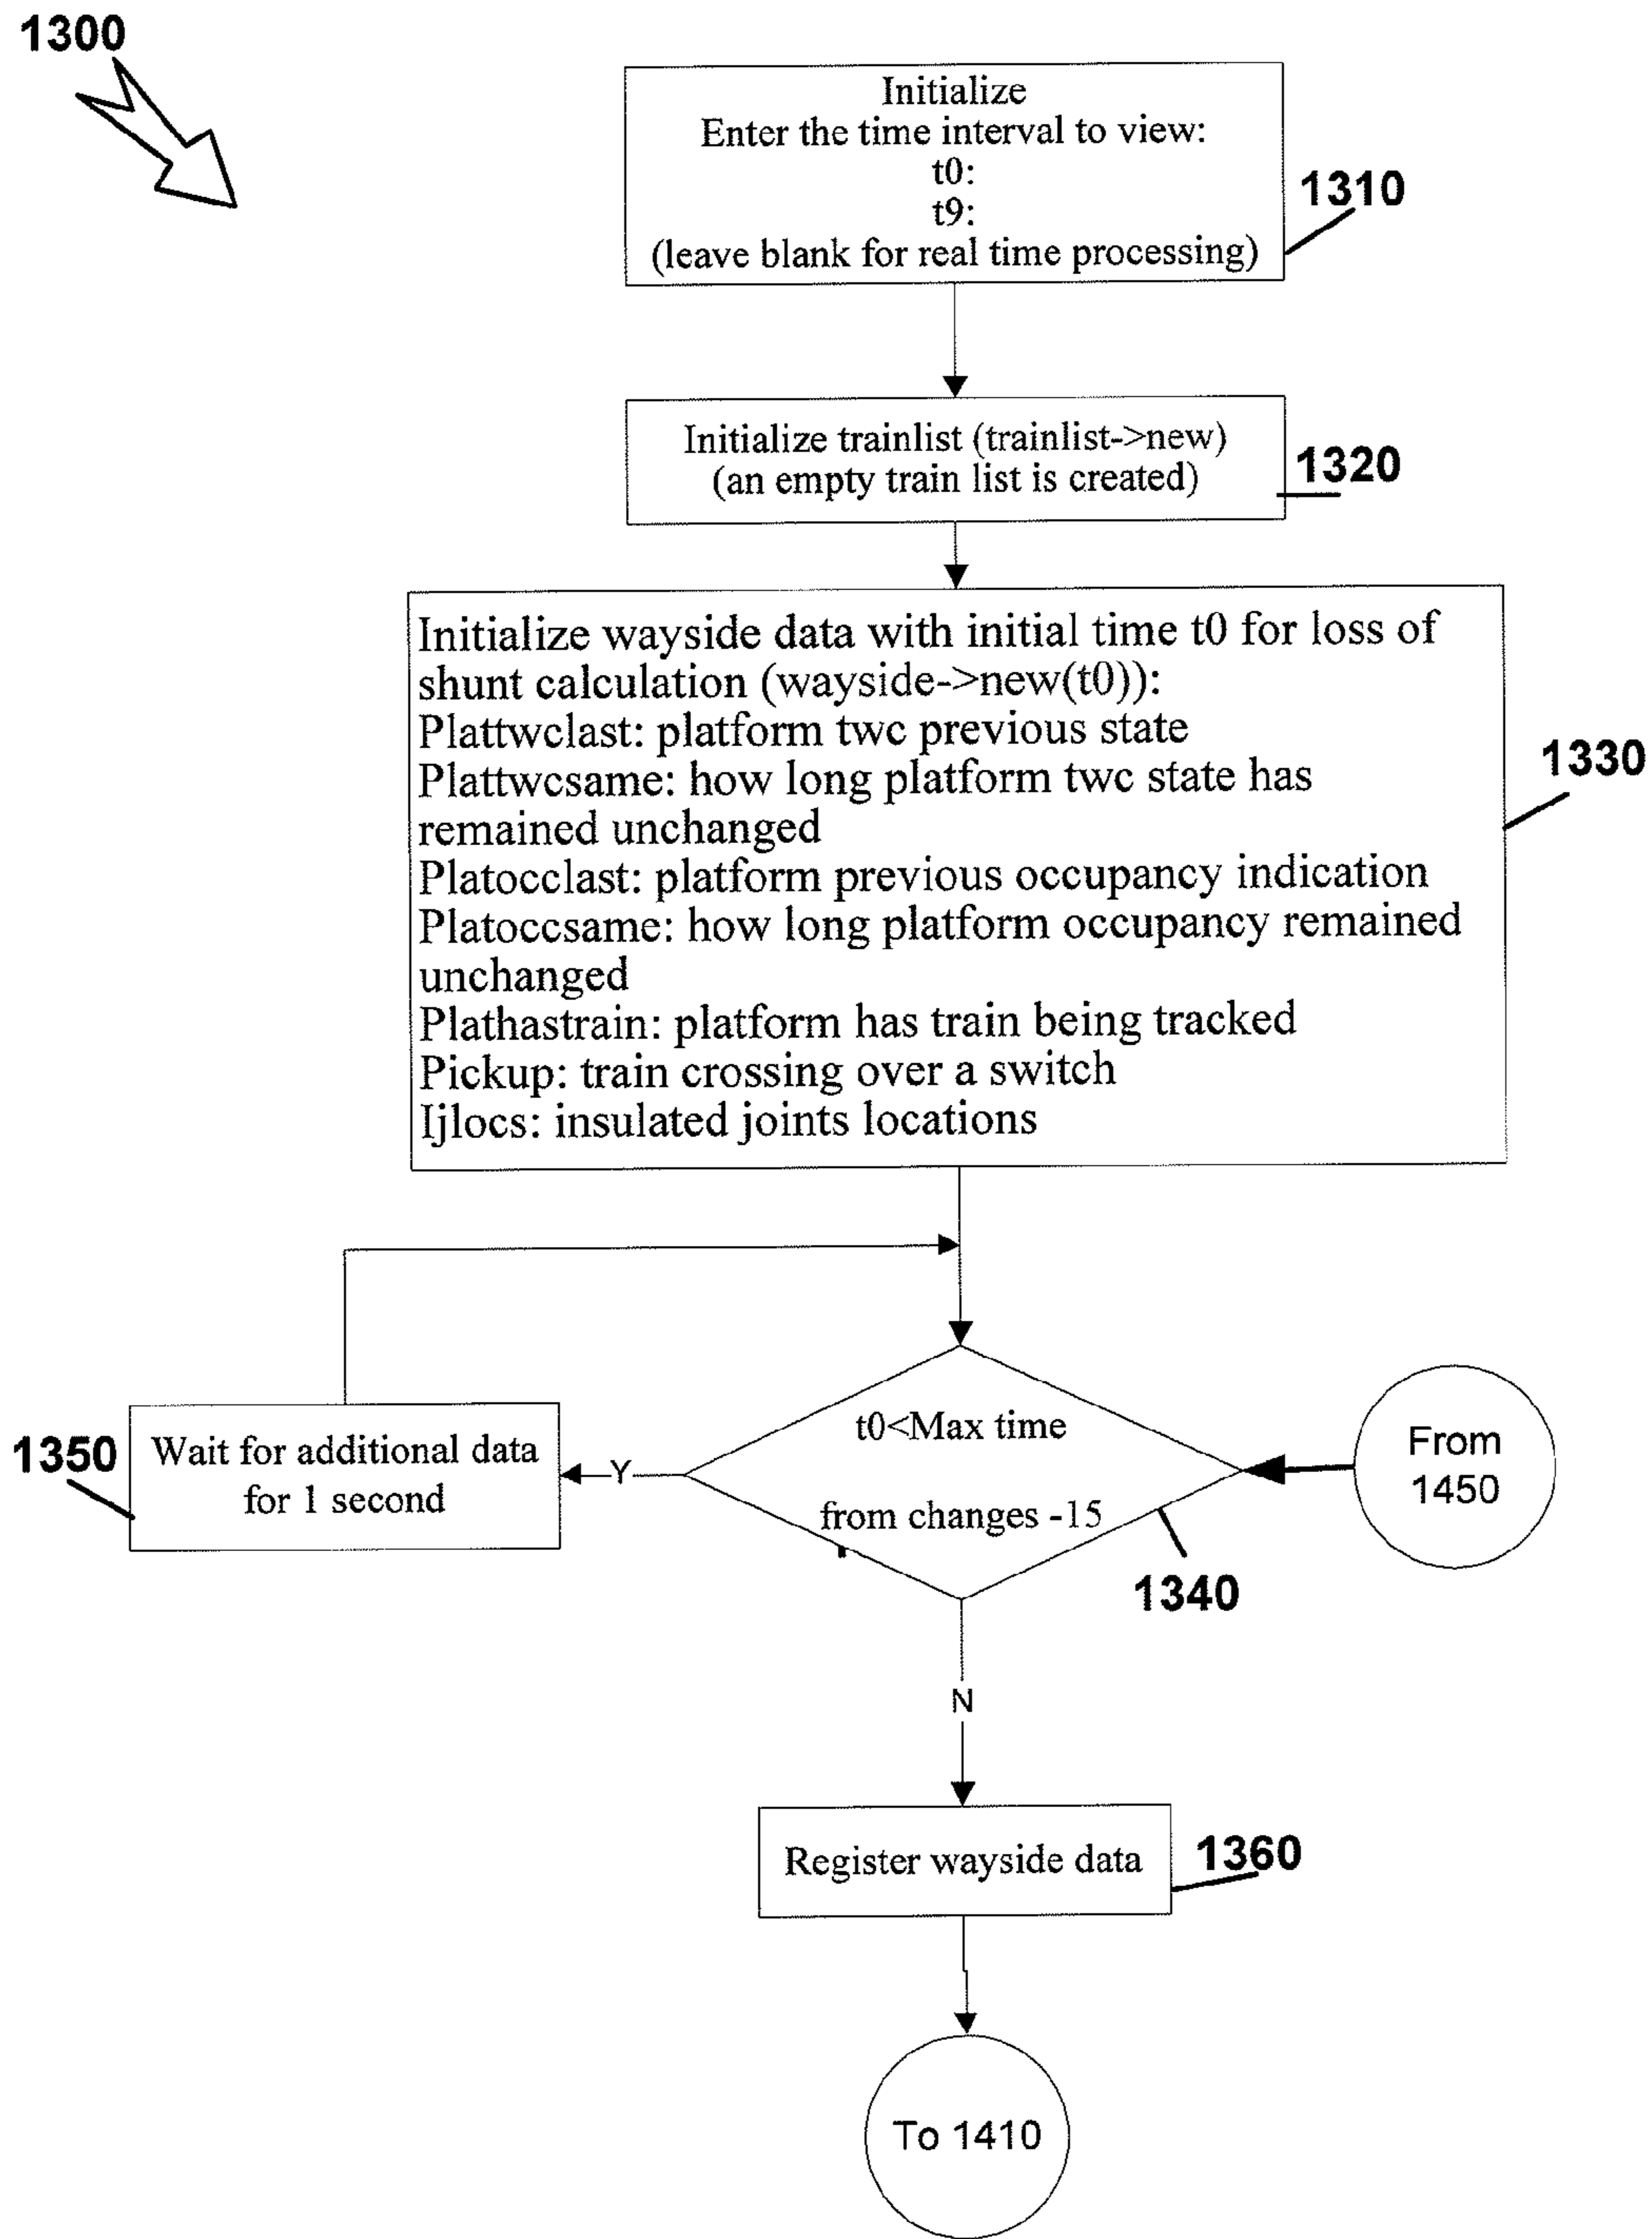 1300
Initialize
Enter the time interval to view:
t0:
t9:
(leave blank for real time processing)
1310
Initialize trainlist (trainlist->new)
(an empty train list is created)
1320
Initialize wayside data with initial time t0 for loss of
shunt calculation (wayside->new(t0)):
Plattwclast: platform twc previous state
Plattwcsame: how long platform twc state has
remained unchanged
Platocclast: platform previous occupancy indication
Platoccsame: how long platform occupancy remained
unchanged
Plathastrain: platform has train being tracked
Pickup: train crossing over a switch
Ijlocs: insulated joints locations
1330
t0<Max time
from changes -15
1340
From
1450
Y
1350
Wait for additional data
for 1 second
N
Register wayside data
1360
To 1410